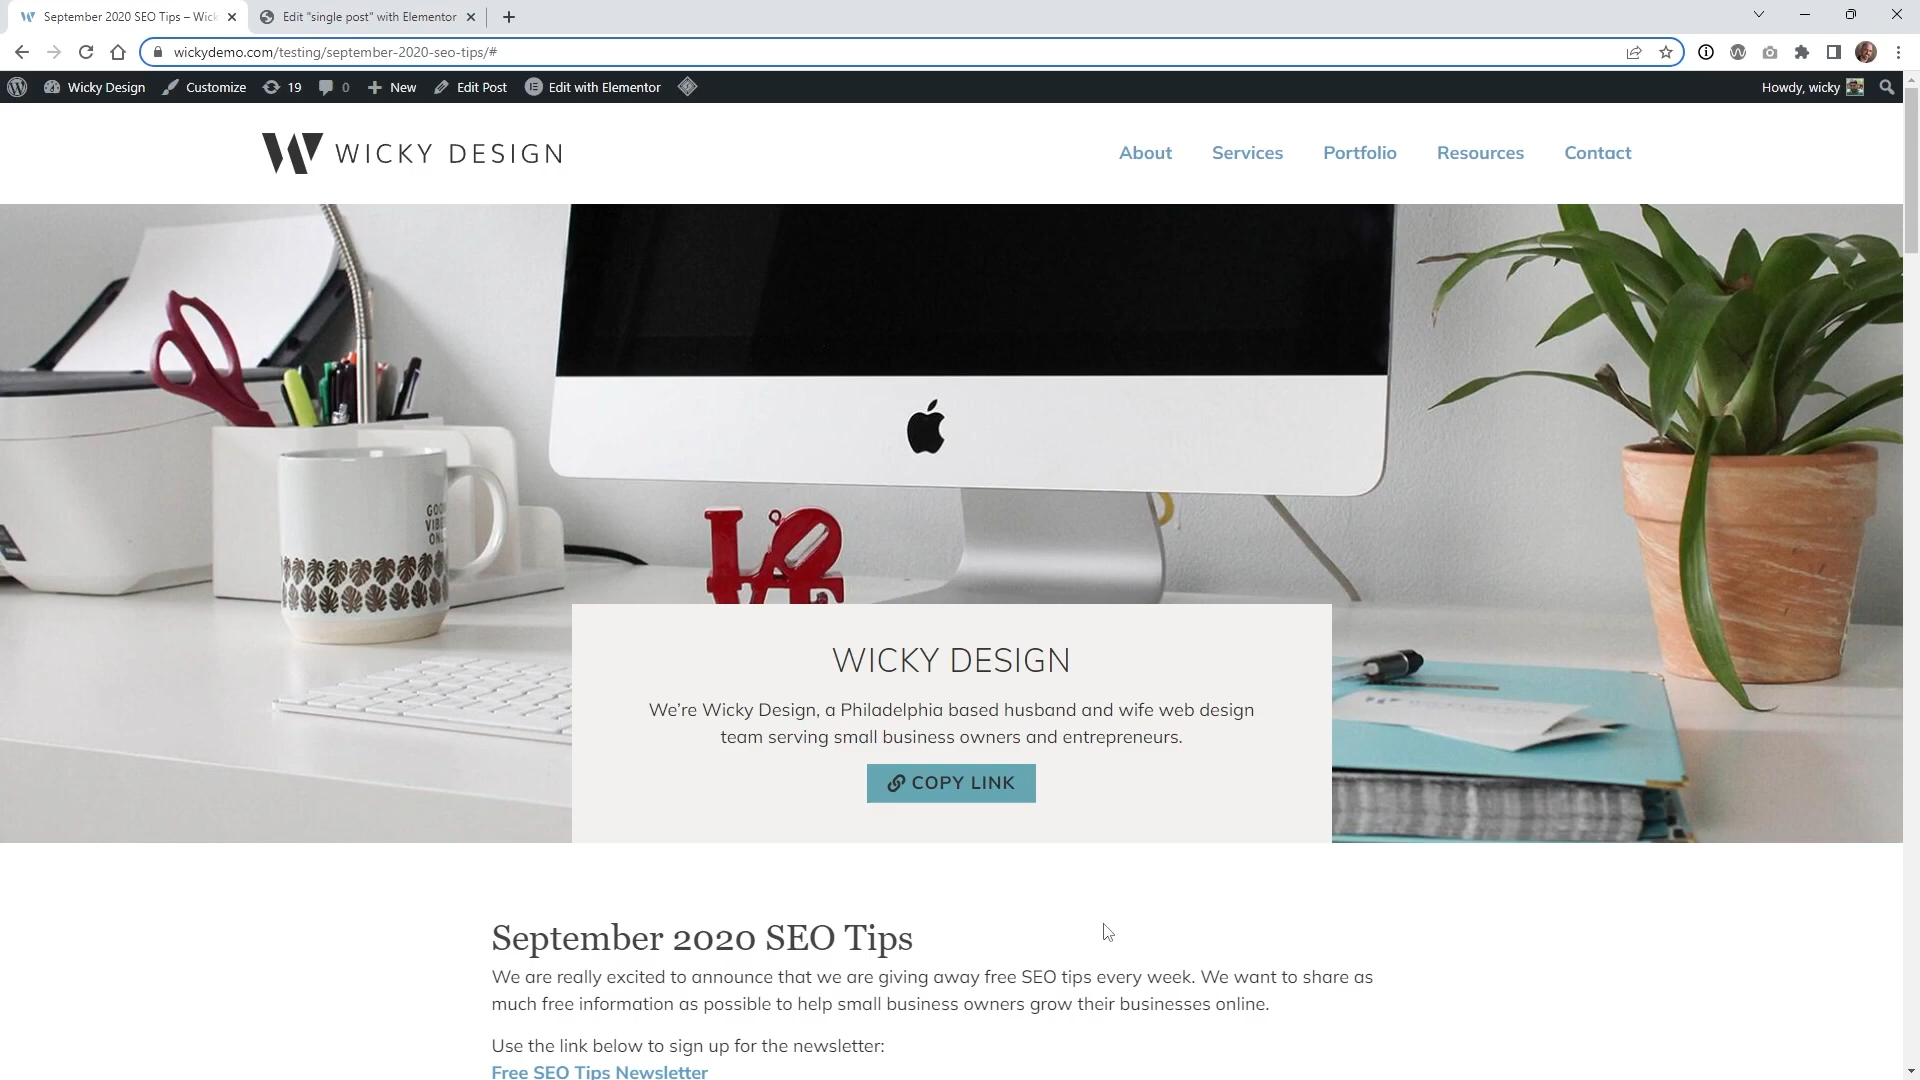 September 2020 SEO Tips – Wick
Edit "single post" with Elementor
wickydemo.com/testing/september-2020-seo-tips/#
Wicky Design
Customize
19
0
New
Edit Post
Edit with Elementor
Howdy, wicky
WICKY DESIGN
About
Services
Portfolio
Resources
Contact
GOOD
VIBES
ONLY
LOVE
WICKY DESIGN
We’re Wicky Design, a Philadelphia based husband and wife web design
team serving small business owners and entrepreneurs.
COPY LINK
September 2020 SEO Tips
We are really excited to announce that we are giving away free SEO tips every week. We want to share as
much free information as possible to help small business owners grow their businesses online.
Use the link below to sign up for the newsletter:
Free SEO Tips Newsletter